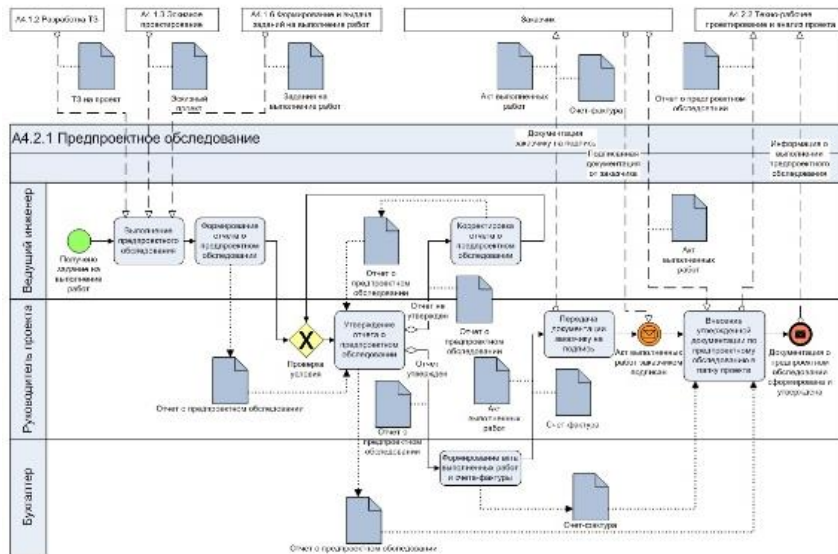 А4.1.2 Разработка ТЗ
А4.1.3 Эскизное
проектирование
А4.1.6 Формирование и выдача
заданий на выполнение работ
Заказчик
А4.2.2 Техно-рабочее
проектирование и анализ проекта
ТЗ на проект
Эскизный
проект
Задания на
выполнение работ
Акт выполненных
работ
Счет-фактура
Отчет о предпроектном
обследовании
А4.2.1 Предпроектное обследование
Документация
заказчику на подпись
Подписанная
документация
от заказчика
Информация о
выполнении
предпроектного
обследования
Ведущий инженер
Получено
задание на
выполнение
работ
Выполнение
предпроектного
обследования
Формирование
отчета о
предпроектном
обследовании
Отчет о
предпроектном
обследовании
Корректировка
отчета о
предпроектном
обследовании
Акт
выполненных
работ
Руководитель проекта
X
Проверка
условия
Утверждение
отчета о
предпроектном
обследовании
Отчет не
утвержден
Отчет
утвержден
Отчет о
предпроектном
обследовании
Передача
документации
заказчику на
подпись
Акт выполненных
работ заказчиком
подписан
Внесение
утвержденной
документации по
предпроектному
обследованию в
папку проекта
Документация о
предпроектном
обследовании
сформирована и
утверждена
Отчет о предпроектном обследовании
Отчет о
предпроектном
обследовании
Акт
выполненных
работ
Счет-фактура
Бухгалтер
Формирование акта
выполненных работ
и счета-фактуры
Счет-фактура
Отчет о предпроектном обследовании